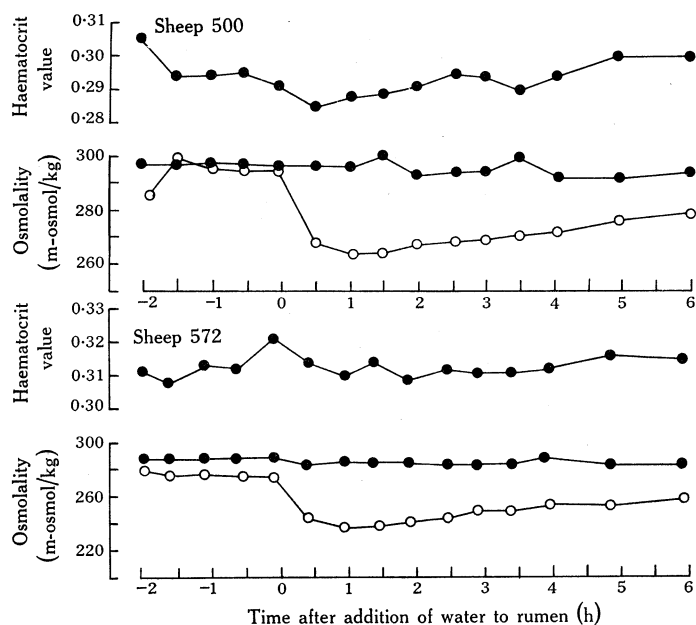 Haematocrit
value
0·31
0·30
0·29
0·28
Sheep 500
Osmolality
(m-osmol/kg)
300
280
260
−2 −1 0 1 2 3 4 5 6
Haematocrit
value
0·33
0·32
0·31
0·30
Sheep 572
Osmolality
(m-osmol/kg)
300
260
220
−2 −1 0 1 2 3 4 5 6
Time after addition of water to rumen (h)